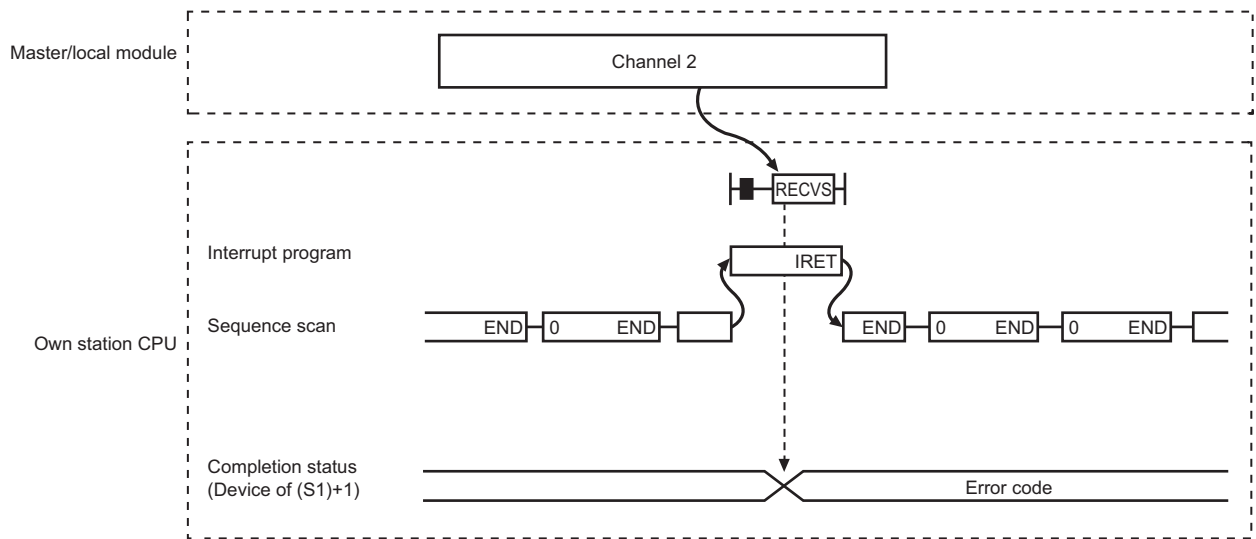 Master/local module
Channel 2
RECVS
Interrupt program
IRET
Sequence scan
END 0 END END 0 END 0 END
Own station CPU
Completion status
(Device of (S1)+1)
Error code